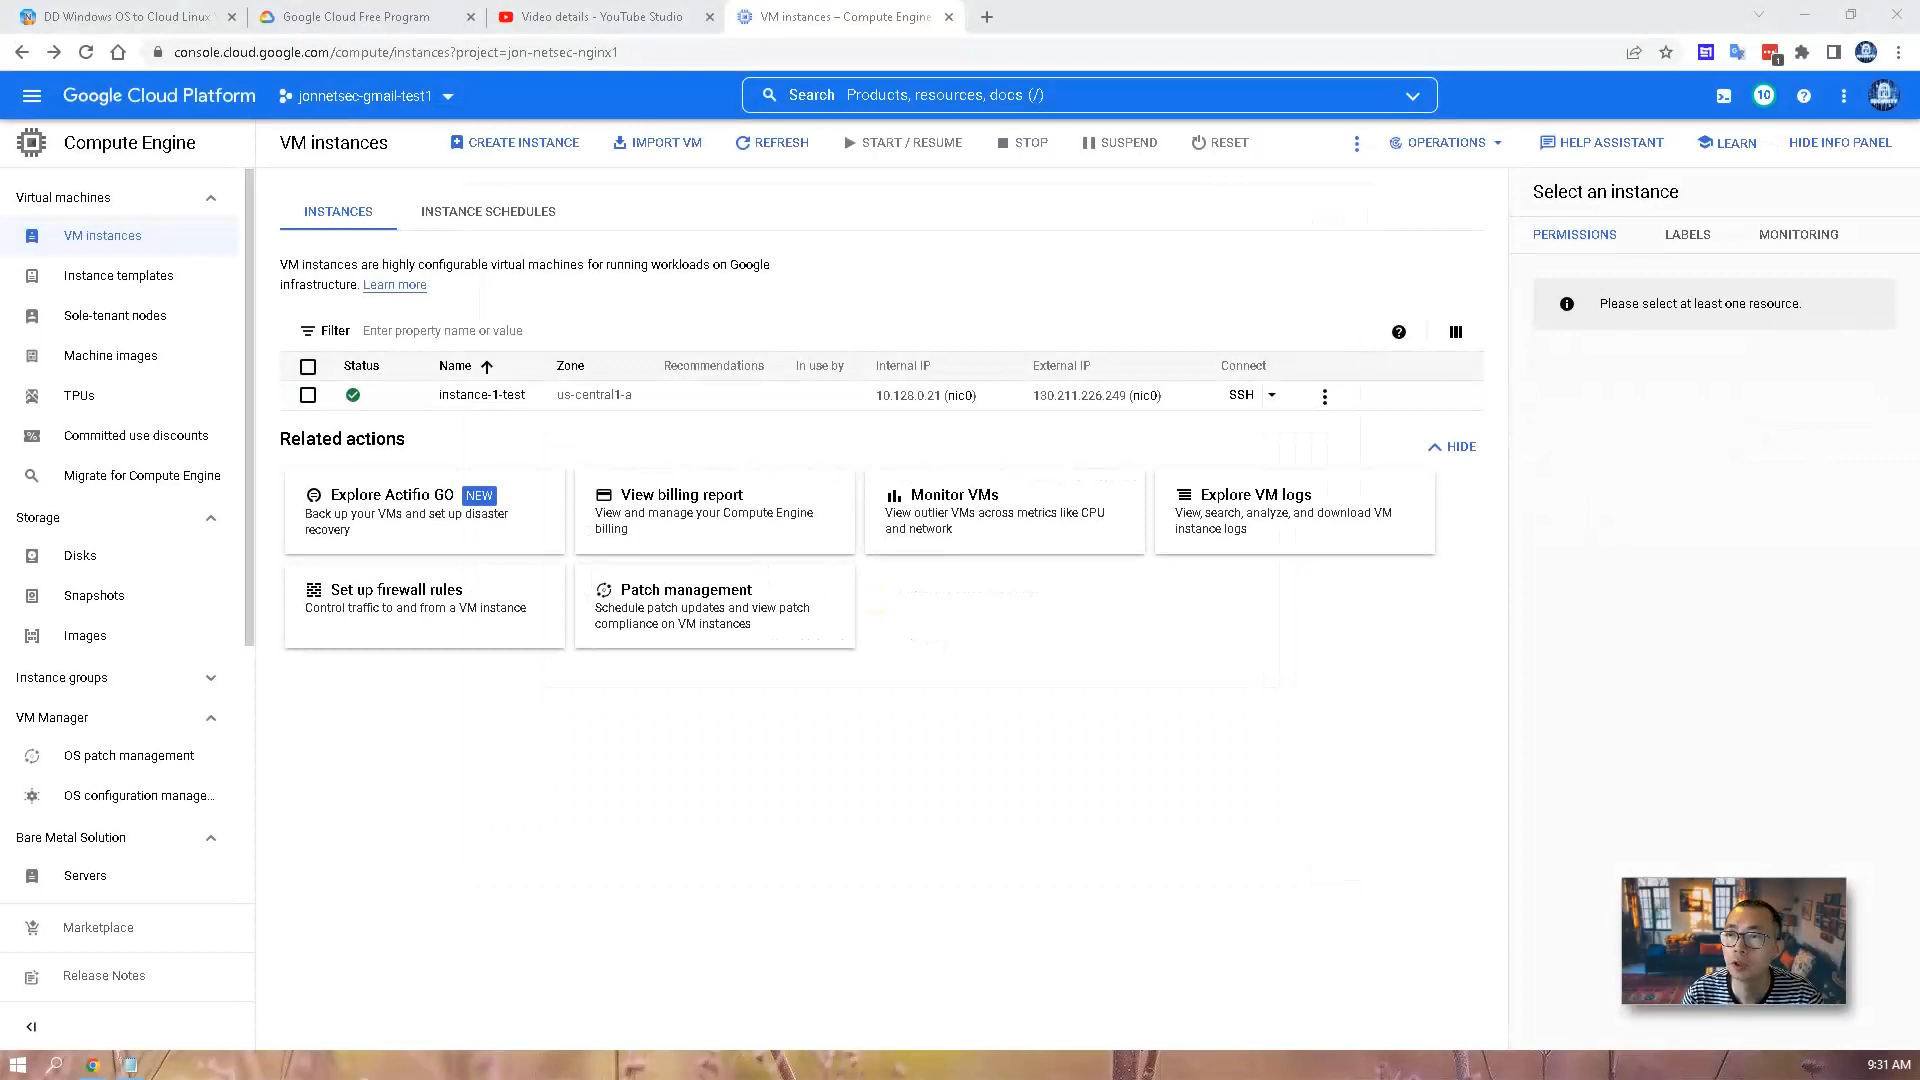 DD Windows OS to Cloud Linux
Google Cloud Free Program
Video details - YouTube Studio
VM instances – Compute Engine
console.cloud.google.com/compute/instances?project=jon-netsec-nginx1
1
Google Cloud Platform
jonnetsec-gmail-test1
Search Products, resources, docs (/)
10
Compute Engine
VM instances
CREATE INSTANCE
IMPORT VM
REFRESH
START / RESUME
STOP
SUSPEND
RESET
OPERATIONS
HELP ASSISTANT
LEARN
HIDE INFO PANEL
Virtual machines
VM instances
Instance templates
Sole-tenant nodes
Machine images
TPUs
Committed use discounts
Migrate for Compute Engine
Storage
Disks
Snapshots
Images
Instance groups
VM Manager
OS patch management
OS configuration manage...
Bare Metal Solution
Servers
Marketplace
Release Notes
INSTANCES
INSTANCE SCHEDULES
VM instances are highly configurable virtual machines for running workloads on Google
infrastructure. Learn more
Filter Enter property name or value
Status Name Zone Recommendations In use by Internal IP External IP Connect
instance-1-test us-central1-a 10.128.0.21 (nic0) 130.211.226.249 (nic0) SSH
Related actions
HIDE
Explore Actifio GO NEW
Back up your VMs and set up disaster
recovery
View billing report
View and manage your Compute Engine
billing
Monitor VMs
View outlier VMs across metrics like CPU
and network
Explore VM logs
View, search, analyze, and download VM
instance logs
Set up firewall rules
Control traffic to and from a VM instance
Patch management
Schedule patch updates and view patch
compliance on VM instances
Select an instance
PERMISSIONS
LABELS
MONITORING
Please select at least one resource.
9:31 AM